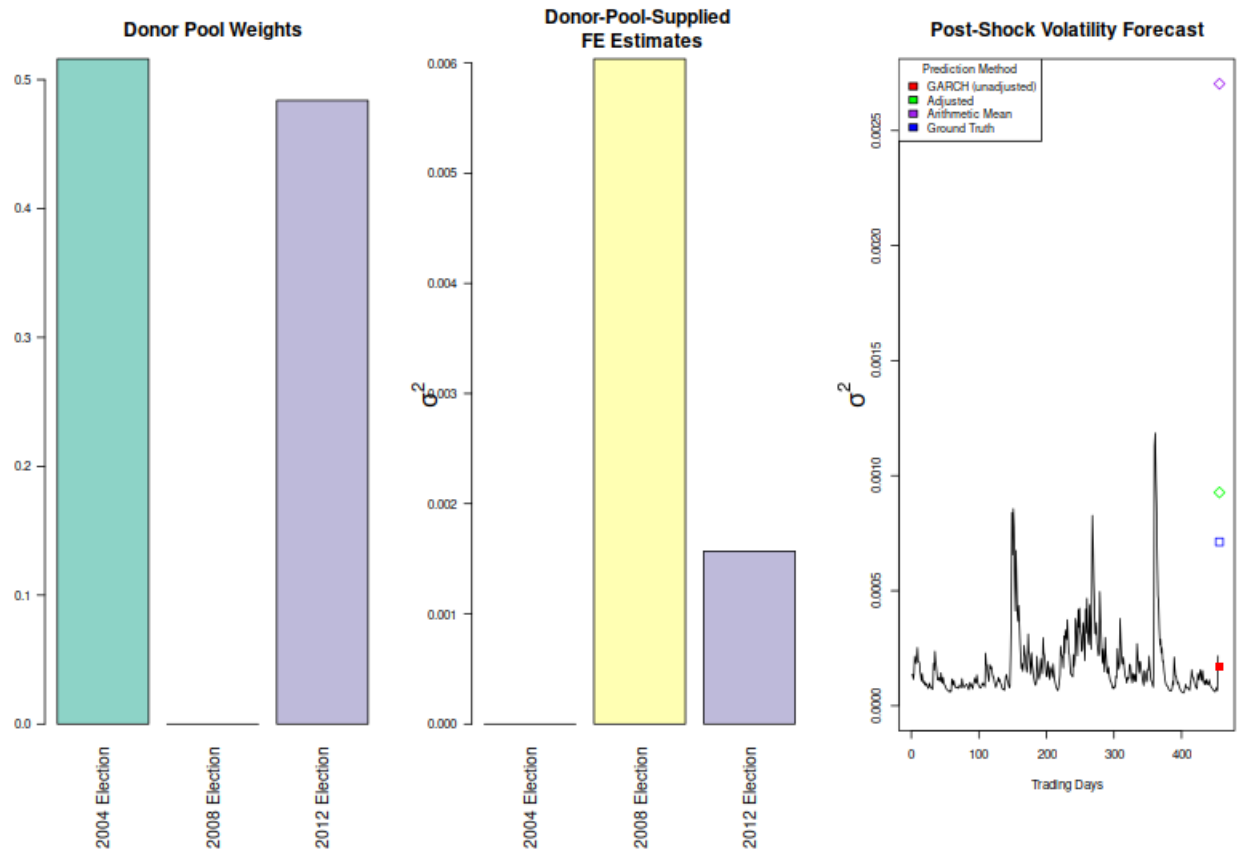 Donor Pool Weights
0.5
0.4
0.3
0.2
0.1
0.0
2004 Election
2008 Election
2012 Election
Donor-Pool-Supplied
FE Estimates
σ²
0.006
0.005
0.004
0.003
0.002
0.001
0.000
2004 Election
2008 Election
2012 Election
Post-Shock Volatility Forecast
Prediction Method
GARCH (unadjusted)
Adjusted
Arithmetic Mean
Ground Truth
σ²
0.0025
0.0020
0.0015
0.0010
0.0005
0.0000
0 100 200 300 400
Trading Days